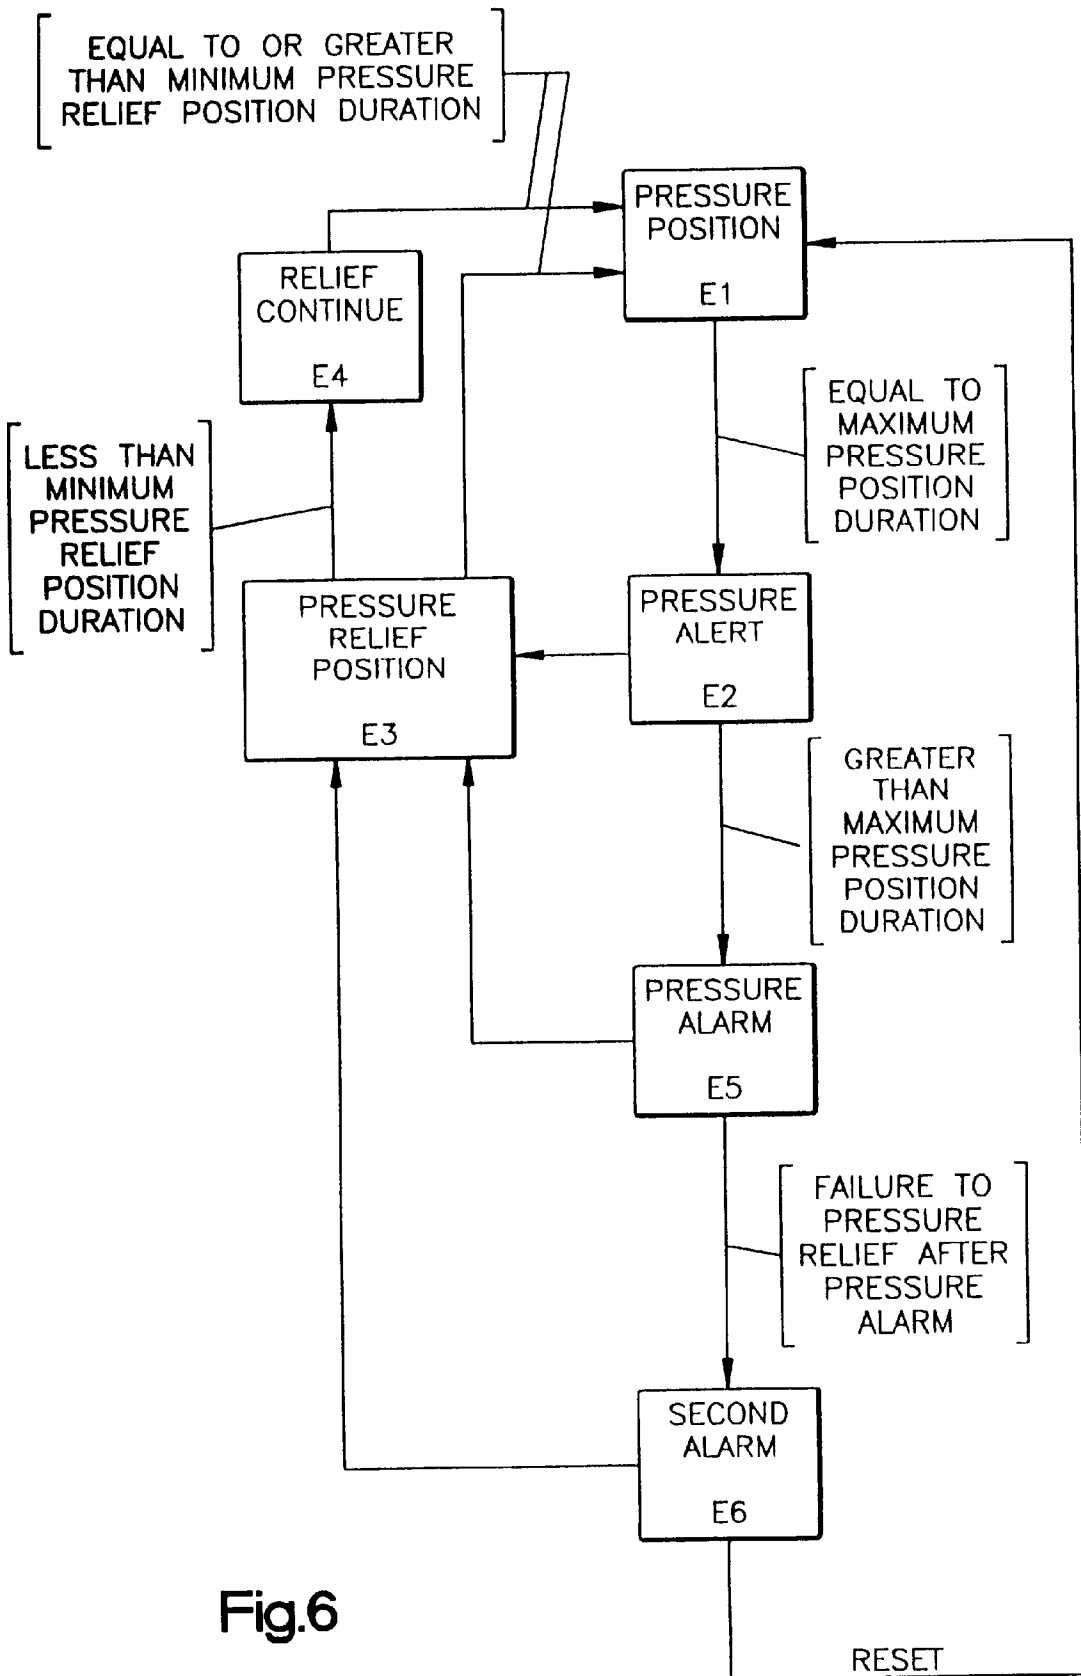 EQUAL TO OR GREATER
THAN MINIMUM PRESSURE
RELIEF POSITION DURATION
PRESSURE
POSITION
E1
RELIEF
CONTINUE
E4
EQUAL TO
MAXIMUM
PRESSURE
POSITION
DURATION
LESS THAN
MINIMUM
PRESSURE
RELIEF
POSITION
DURATION
PRESSURE
RELIEF
POSITION
E3
PRESSURE
ALERT
E2
GREATER
THAN
MAXIMUM
PRESSURE
POSITION
DURATION
PRESSURE
ALARM
E5
FAILURE TO
PRESSURE
RELIEF AFTER
PRESSURE
ALARM
SECOND
ALARM
E6
Fig.6
RESET